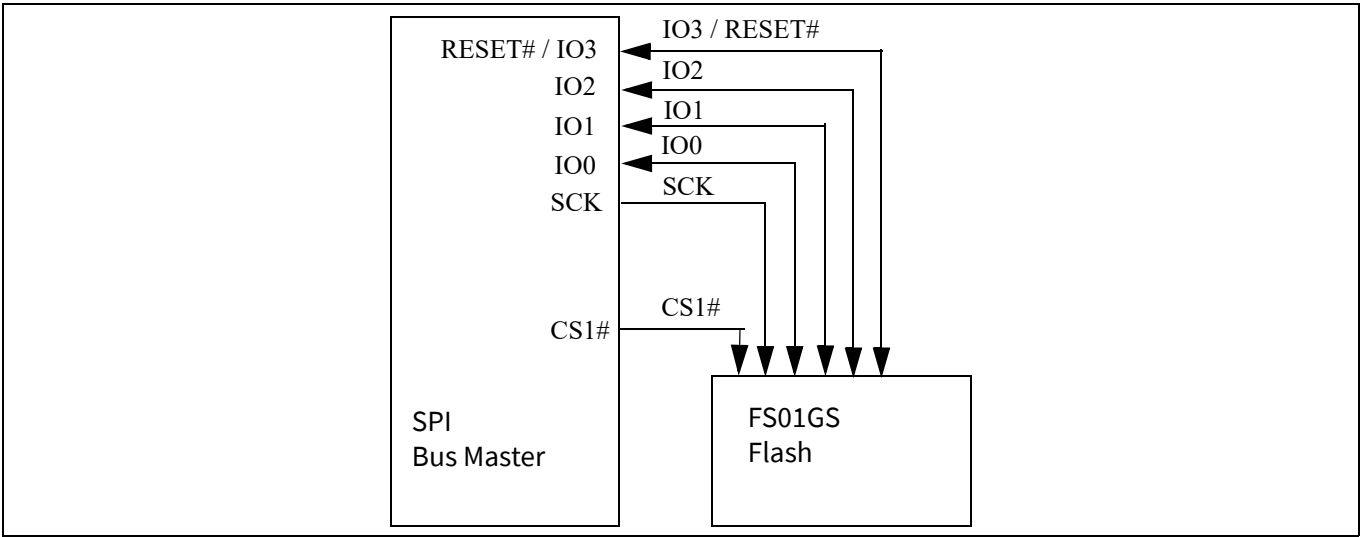 IO3 / RESET#
RESET# / IO3
IO2
IO2
IO1
IO1
IO0
IO0
SCK
SCK
CS1#
CS1#
SPI
Bus Master
FS01GS
Flash